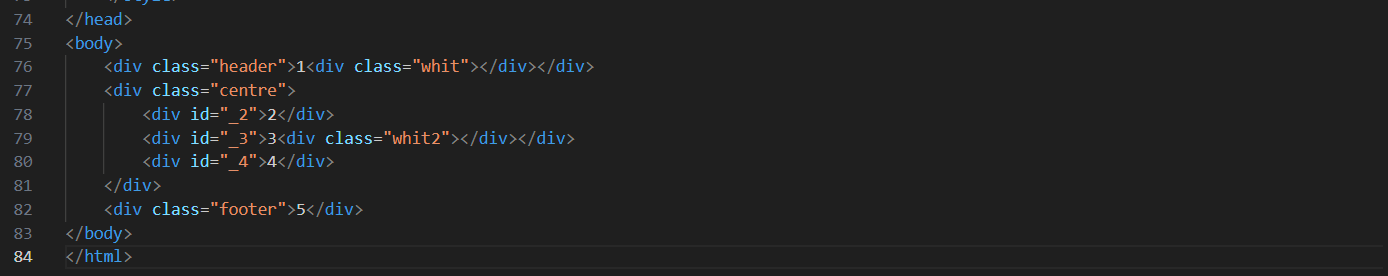 74 </head>
75 <body>
76 <div class="header">1<div class="whit"></div></div>
77 <div class="centre">
78 <div id="_2">2</div>
79 <div id="_3">3<div class="whit2"></div></div>
80 <div id="_4">4</div>
81 </div>
82 <div class="footer">5</div>
83 </body>
84 </html>